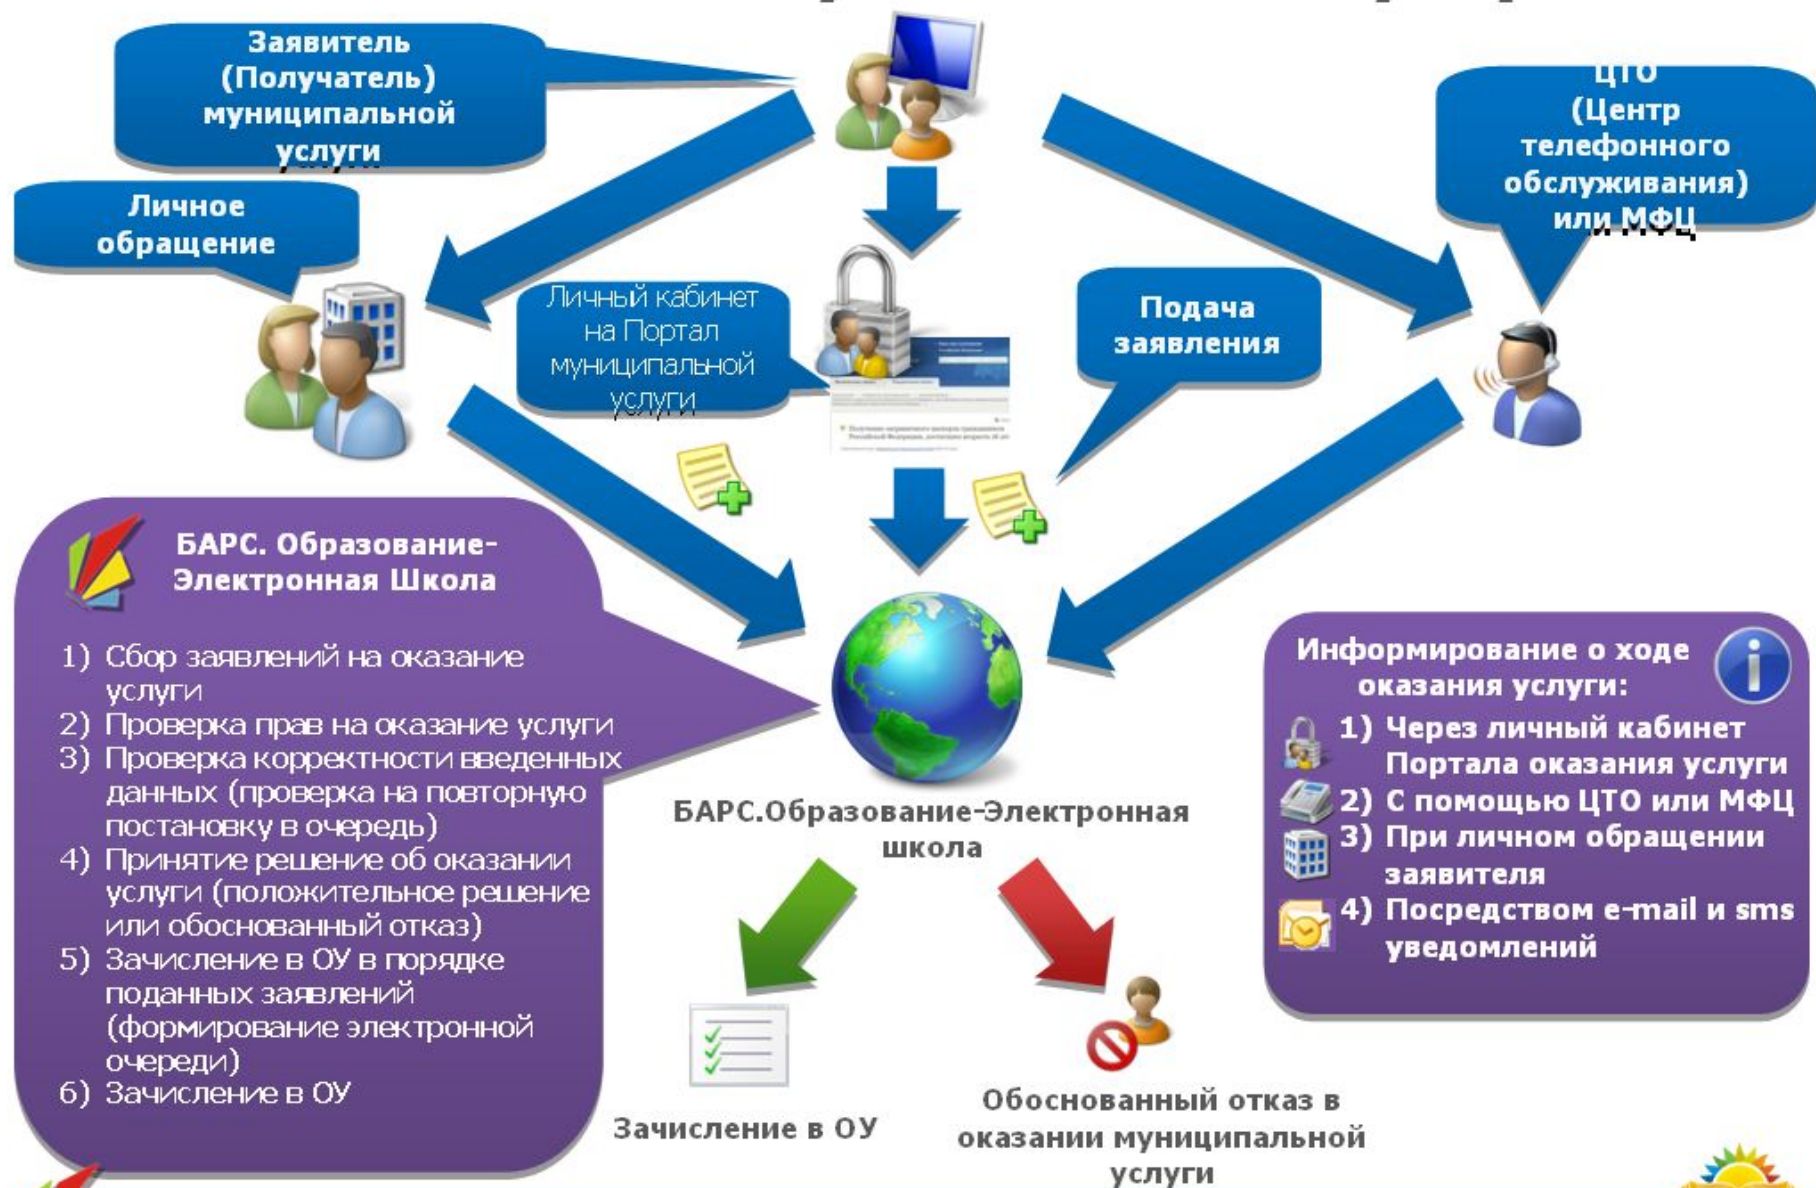 Заявитель
(Получатель)
муниципальной
услуги
ЦТО
(Центр
телефонного
обслуживания)
или МФЦ
Личное
обращение
Личный кабинет
на Портал
муниципальной
услуги
Подача
заявления
БАРС. Образование-
Электронная Школа
1) Сбор заявлений на оказание
услуги
2) Проверка прав на оказание услуги
3) Проверка корректности введенных
данных (проверка на повторную
постановку в очередь)
4) Принятие решение об оказании
услуги (положительное решение
или обоснованный отказ)
5) Зачисление в ОУ в порядке
поданных заявлений
(формирование электронной
очереди)
6) Зачисление в ОУ
БАРС.Образование-Электронная
школа
Информирование о ходе
оказания услуги:
1) Через личный кабинет
Портала оказания услуги
2) С помощью ЦТО или МФЦ
3) При личном обращении
заявителя
4) Посредством e-mail и sms
уведомлений
Зачисление в ОУ
Обоснованный отказ в
оказании муниципальной
услуги